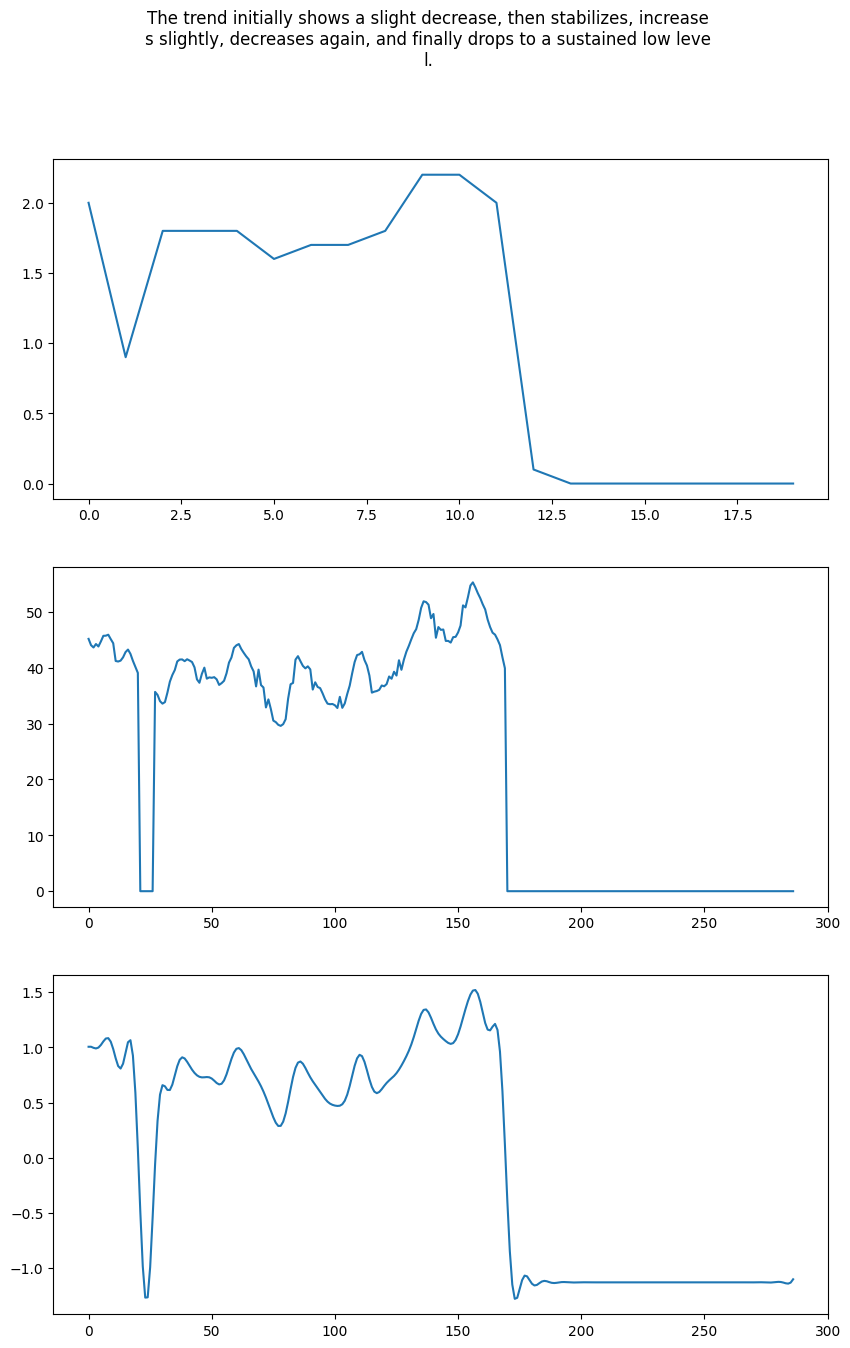 The trend initially shows a slight decrease, then stabilizes, increase
s slightly, decreases again, and finally drops to a sustained low leve
l.
2.0
1.5
1.0
0.5
0.0
0.0 2.5 5.0 7.5 10.0 12.5 15.0 17.5
50
40
30
20
10
0
0 50 100 150 200 250 300
1.5
1.0
0.5
0.0
−0.5
−1.0
0 50 100 150 200 250 300